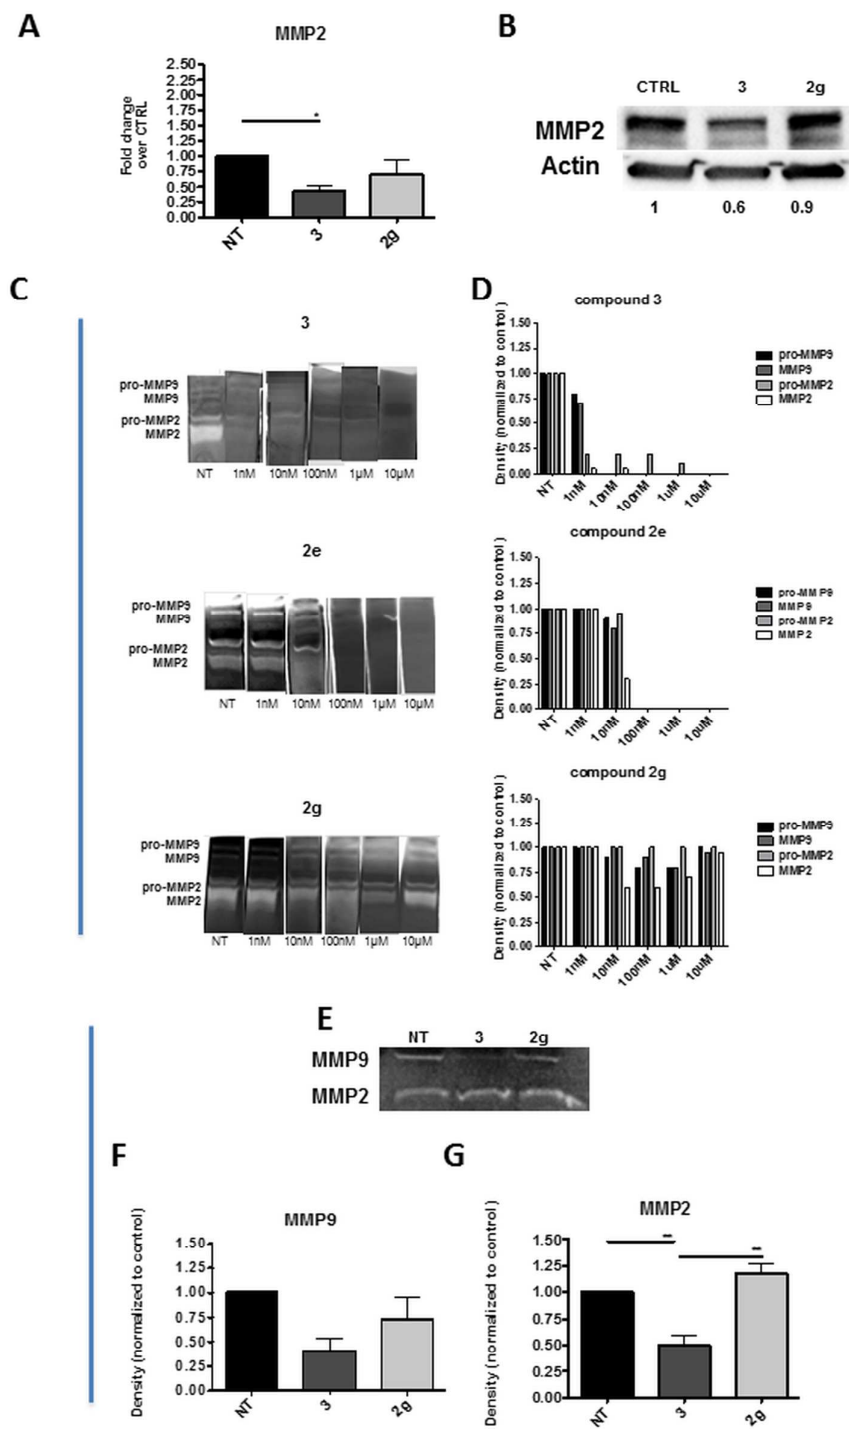 A
MMP2
Fold change
over CTRL
2.50
2.25
2.00
1.75
1.50
1.25
1.00
0.75
0.50
0.25
0.00
*
NT
3
2g
B
CTRL 3 2g
MMP2
Actin
1 0.6 0.9
C
3
pro-MMP9
MMP9
pro-MMP2
MMP2
NT 1nM 10nM 100nM 1µM 10µM
2e
pro-MMP9
MMP9
pro-MMP2
MMP2
NT 1nM 10nM 100nM 1µM 10µM
2g
pro-MMP9
MMP9
pro-MMP2
MMP2
NT 1nM 10nM 100nM 1µM 10µM
D
compound 3
Density (normalized to control)
1.50
1.25
1.00
0.75
0.50
0.25
0.00
NT 1nM 10nM 100nM 1uM 10uM
pro-MMP9
MMP9
pro-MMP2
MMP2
compound 2e
Density (normalized to control)
1.50
1.25
1.00
0.75
0.50
0.25
0.00
NT 1nM 10nM 100nM 1uM 10uM
pro-MMP9
MMP9
pro-MMP2
MMP2
compound 2g
Density (normalized to control)
1.50
1.25
1.00
0.75
0.50
0.25
0.00
NT 1nM 10nM 100nM 1uM 10uM
pro-MMP9
MMP9
pro-MMP2
MMP2
E
NT 3 2g
MMP9
MMP2
F
MMP9
Density (normalized to control)
1.50
1.25
1.00
0.75
0.50
0.25
0.00
NT 3 2g
G
MMP2
Density (normalized to control)
1.50
1.25
1.00
0.75
0.50
0.25
0.00
** **
NT 3 2g